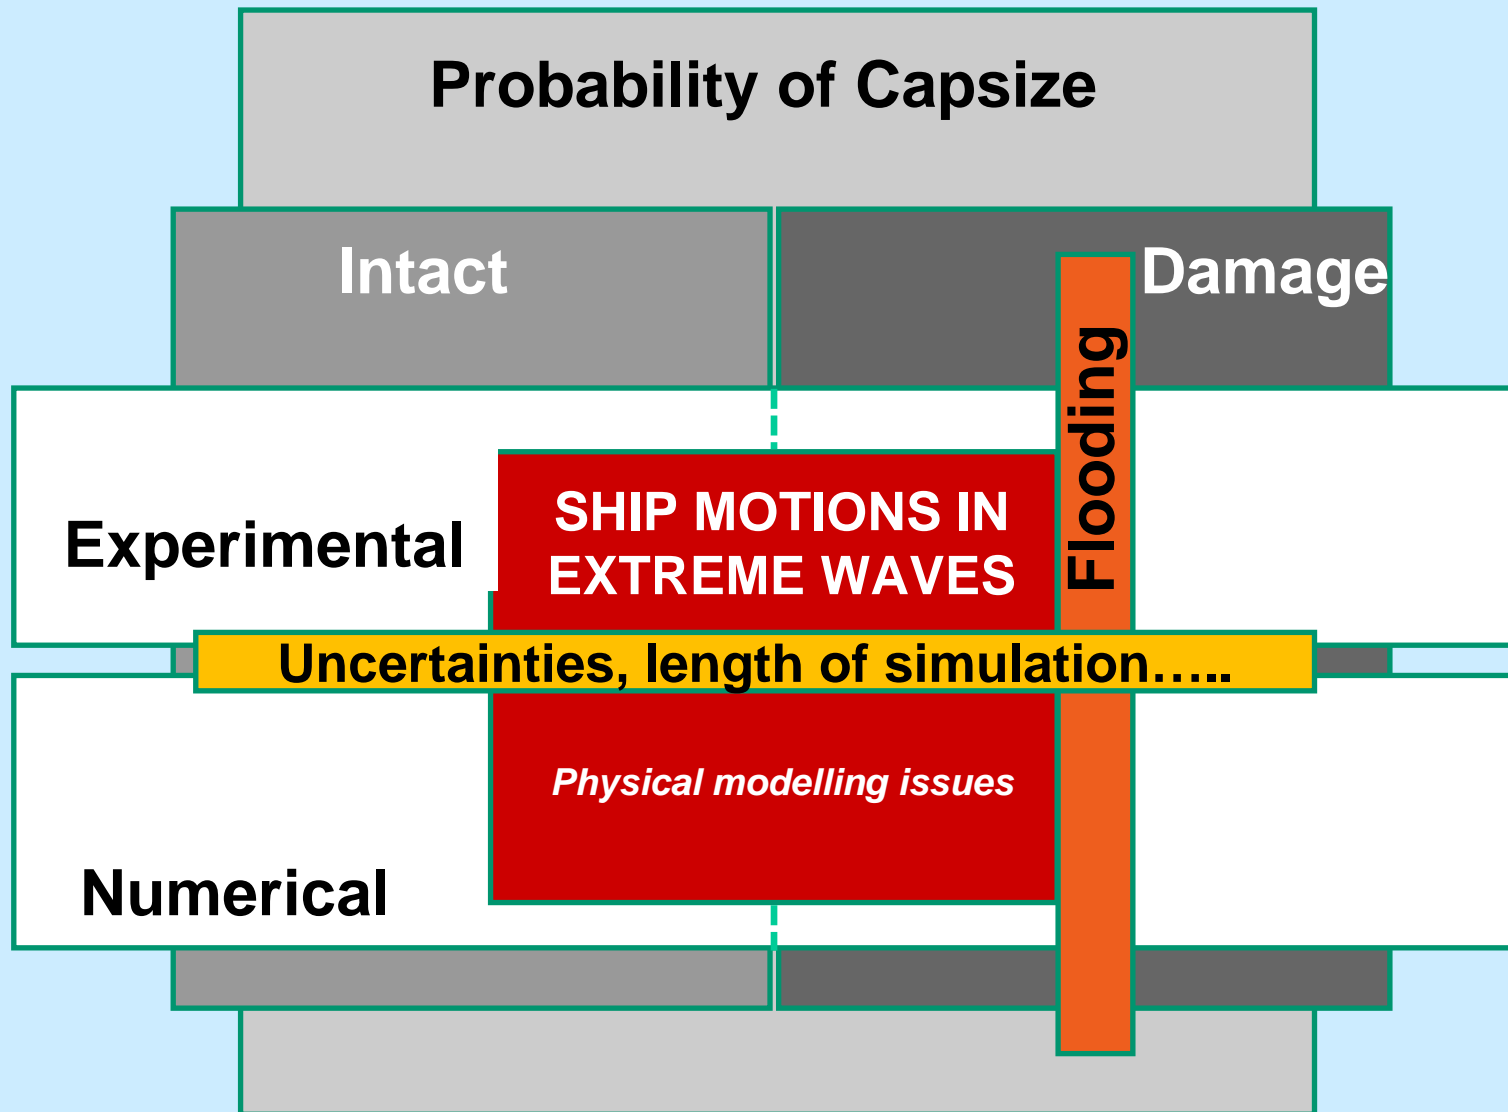 Probability of Capsize
Intact
Damage
Flooding
Experimental
SHIP MOTIONS IN
EXTREME WAVES
Uncertainties, length of simulation…..
Physical modelling issues
Numerical